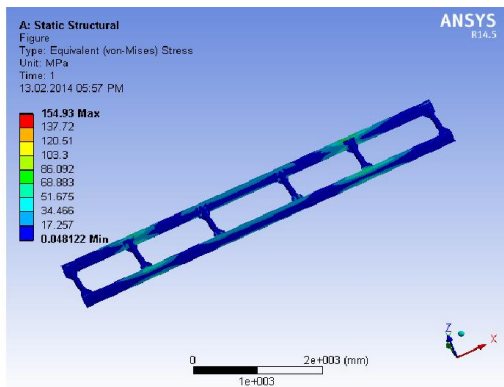 A: Static Structural
Figure
Type: Equivalent (von-Mises) Stress
Unit: MPa
Time: 1
13.02.2014 05:57 PM
ANSYS
R14.5
154.93 Max
137.72
120.51
103.3
86.092
68.883
51.675
34.466
17.257
0.048122 Min
0
2e+003 (mm)
1e+003
Z
X